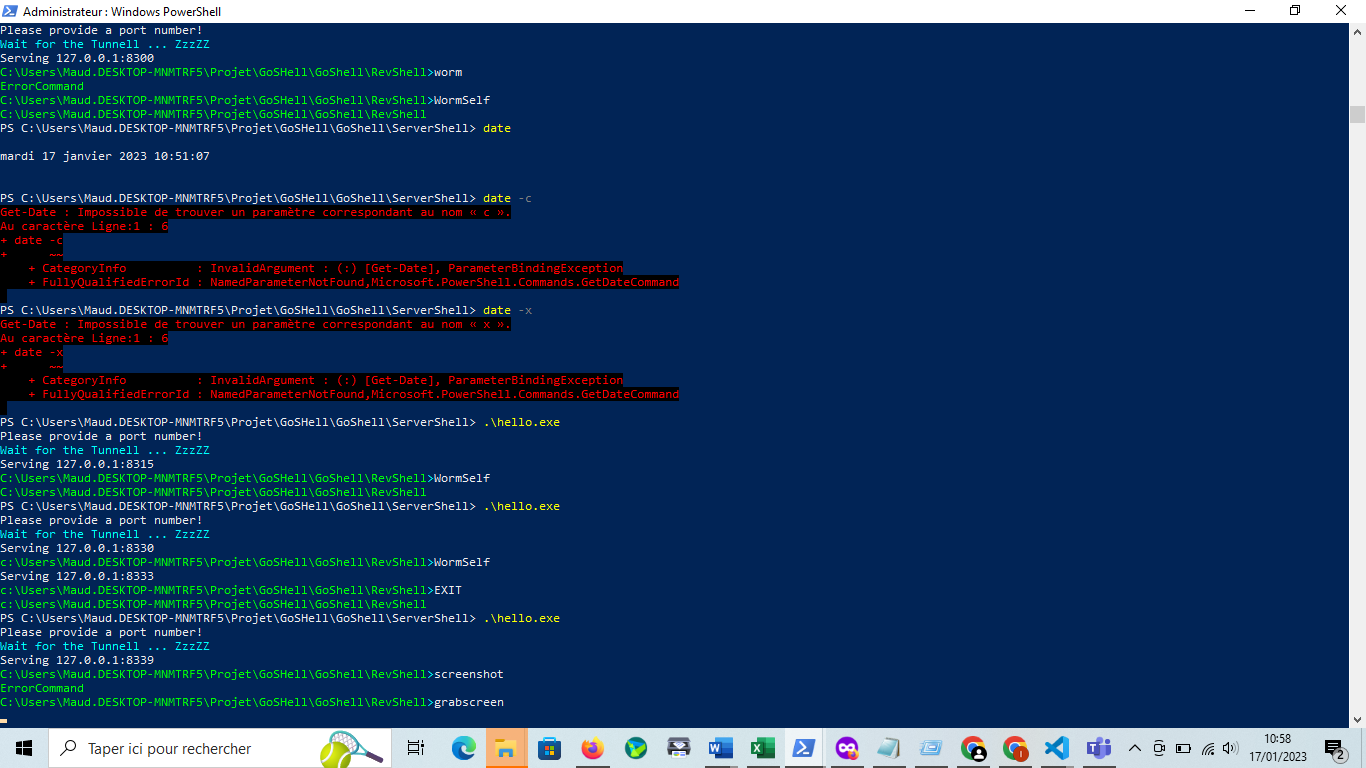 Administrateur : Windows PowerShell
Please provide a port number!
Wait for the Tunnell ... ZzzZZ
Serving 127.0.0.1:8300
C:\Users\Maud.DESKTOP-MNMTRF5\Projet\GoSHell\GoShell\RevShell>worm
ErrorCommand
C:\Users\Maud.DESKTOP-MNMTRF5\Projet\GoSHell\GoShell\RevShell>WormSelf
C:\Users\Maud.DESKTOP-MNMTRF5\Projet\GoSHell\GoShell\RevShell
PS C:\Users\Maud.DESKTOP-MNMTRF5\Projet\GoSHell\GoShell\ServerShell> date
mardi 17 janvier 2023 10:51:07
PS C:\Users\Maud.DESKTOP-MNMTRF5\Projet\GoSHell\GoShell\ServerShell> date -c
Get-Date : Impossible de trouver un paramètre correspondant au nom « c ».
Au caractère Ligne:1 : 6
+ date -c
+      ~~
    + CategoryInfo          : InvalidArgument : (:) [Get-Date], ParameterBindingException
    + FullyQualifiedErrorId : NamedParameterNotFound,Microsoft.PowerShell.Commands.GetDateCommand
PS C:\Users\Maud.DESKTOP-MNMTRF5\Projet\GoSHell\GoShell\ServerShell> date -x
Get-Date : Impossible de trouver un paramètre correspondant au nom « x ».
Au caractère Ligne:1 : 6
+ date -x
+      ~~
    + CategoryInfo          : InvalidArgument : (:) [Get-Date], ParameterBindingException
    + FullyQualifiedErrorId : NamedParameterNotFound,Microsoft.PowerShell.Commands.GetDateCommand
PS C:\Users\Maud.DESKTOP-MNMTRF5\Projet\GoSHell\GoShell\ServerShell> .\hello.exe
Please provide a port number!
Wait for the Tunnell ... ZzzZZ
Serving 127.0.0.1:8315
C:\Users\Maud.DESKTOP-MNMTRF5\Projet\GoSHell\GoShell\RevShell>WormSelf
C:\Users\Maud.DESKTOP-MNMTRF5\Projet\GoSHell\GoShell\RevShell
PS C:\Users\Maud.DESKTOP-MNMTRF5\Projet\GoSHell\GoShell\ServerShell> .\hello.exe
Please provide a port number!
Wait for the Tunnell ... ZzzZZ
Serving 127.0.0.1:8330
c:\Users\Maud.DESKTOP-MNMTRF5\Projet\GoSHell\GoShell\RevShell>WormSelf
Serving 127.0.0.1:8333
c:\Users\Maud.DESKTOP-MNMTRF5\Projet\GoSHell\GoShell\RevShell>EXIT
c:\Users\Maud.DESKTOP-MNMTRF5\Projet\GoSHell\GoShell\RevShell
PS C:\Users\Maud.DESKTOP-MNMTRF5\Projet\GoSHell\GoShell\ServerShell> .\hello.exe
Please provide a port number!
Wait for the Tunnell ... ZzzZZ
Serving 127.0.0.1:8339
C:\Users\Maud.DESKTOP-MNMTRF5\Projet\GoSHell\GoShell\RevShell>screenshot
ErrorCommand
C:\Users\Maud.DESKTOP-MNMTRF5\Projet\GoSHell\GoShell\RevShell>grabscreen
Taper ici pour rechercher
10:58
17/01/2023
2